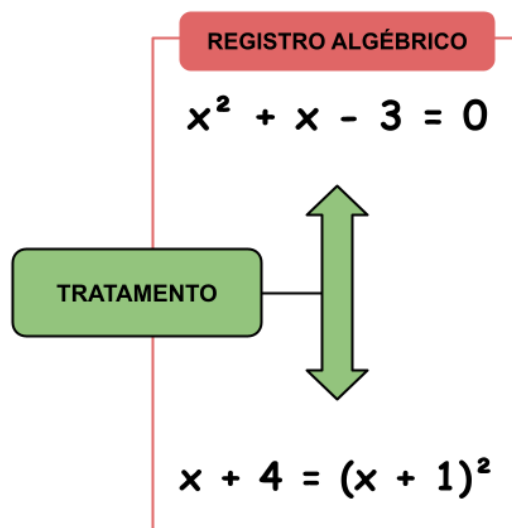 REGISTRO ALGÉBRICO
x² + x - 3 = 0
TRATAMENTO
x + 4 = (x + 1)²